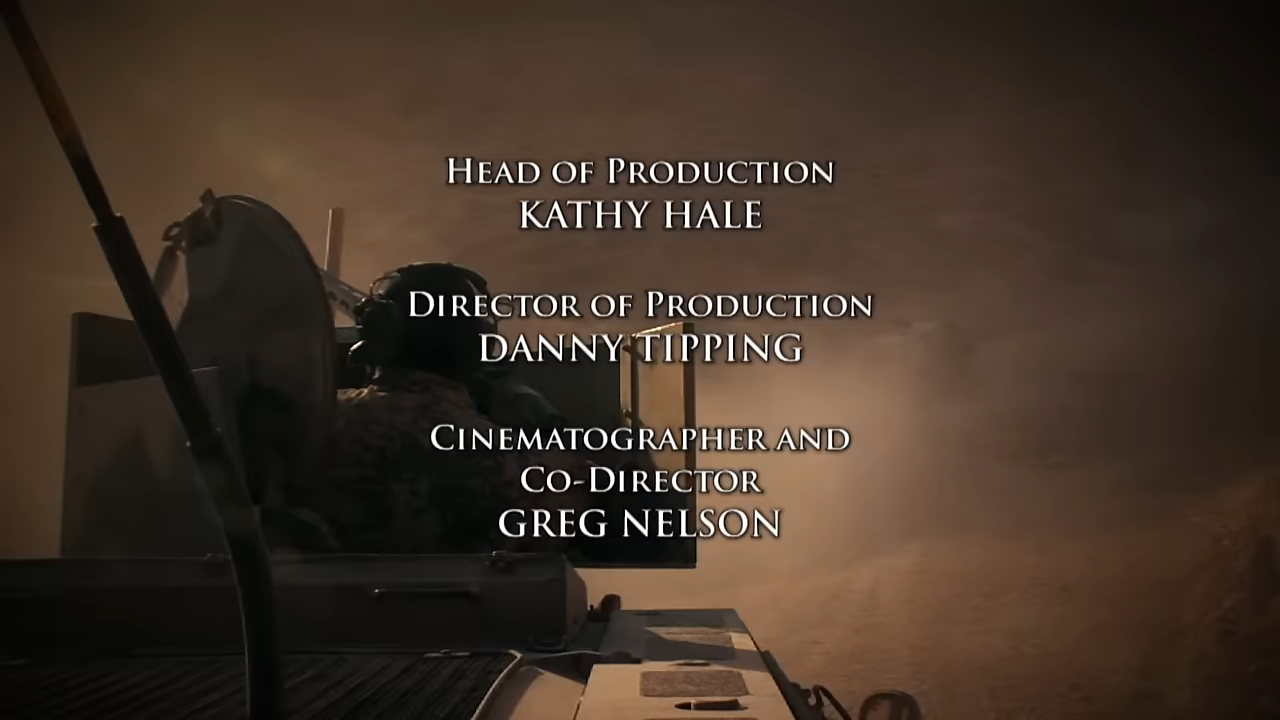 Head of Production
KATHY HALE
Director of Production
DANNY TIPPING
Cinematographer and
Co-Director
GREG NELSON